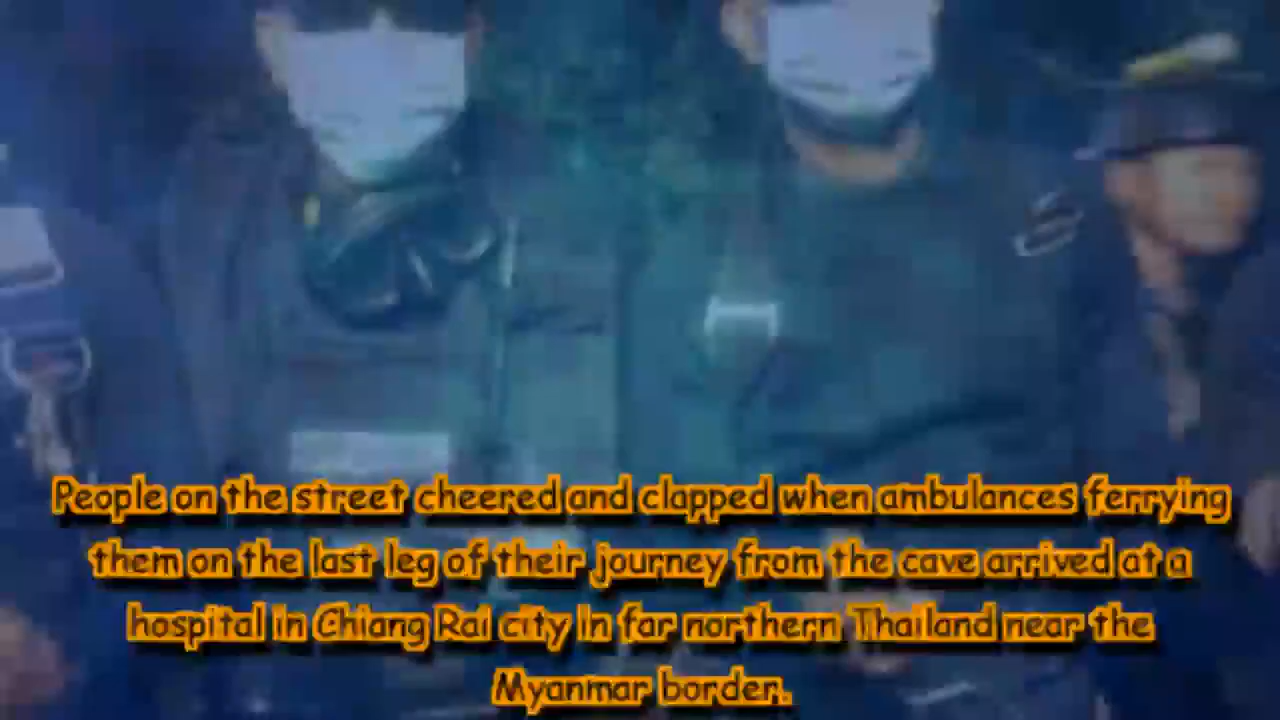 People on the street cheered and clapped when ambulances ferrying
them on the last leg of their journey from the cave arrived at a
hospital in Chiang Rai city in far northern Thailand near the
Myanmar border.